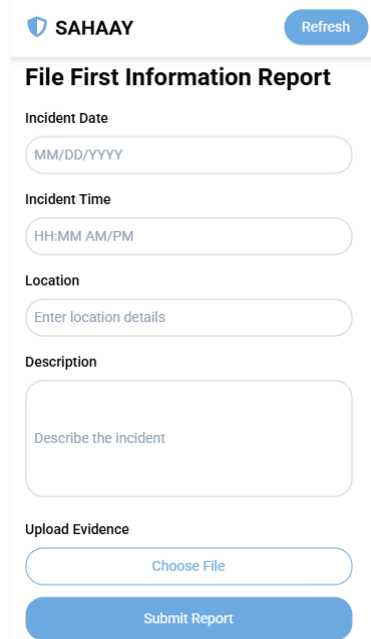 SAHAAY
Refresh
File First Information Report
Incident Date
MM/DD/YYYY
Incident Time
HH:MM AM/PM
Location
Enter location details
Description
Describe the incident
Upload Evidence
Choose File
Submit Report